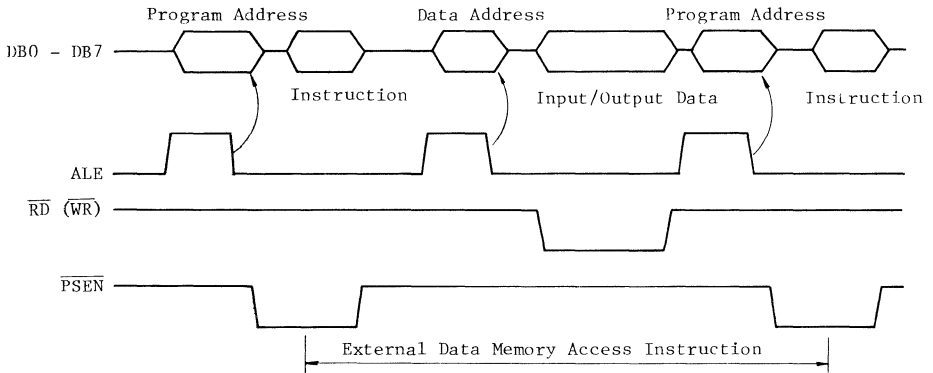 Program Address Data Address Program Address
DB0 - DB7
Instruction Input/Output Data Instruction
ALE
RD (WR)
PSEN
External Data Memory Access Instruction